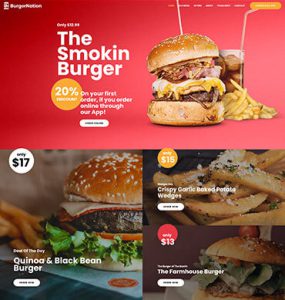 BurgerNation
Only $12.99
The
Smokin
Burger
20%
DISCOUNT
On your first
order, if you order
online through
our App!
ORDER ONLINE
only
$17
Deal Of The Day
Quinoa & Black Bean
Burger
ORDER NOW
only
$15
Crispy Garlic Baked Potato
Wedges
ORDER NOW
only
$13
The Farmhouse Burger
ORDER NOW